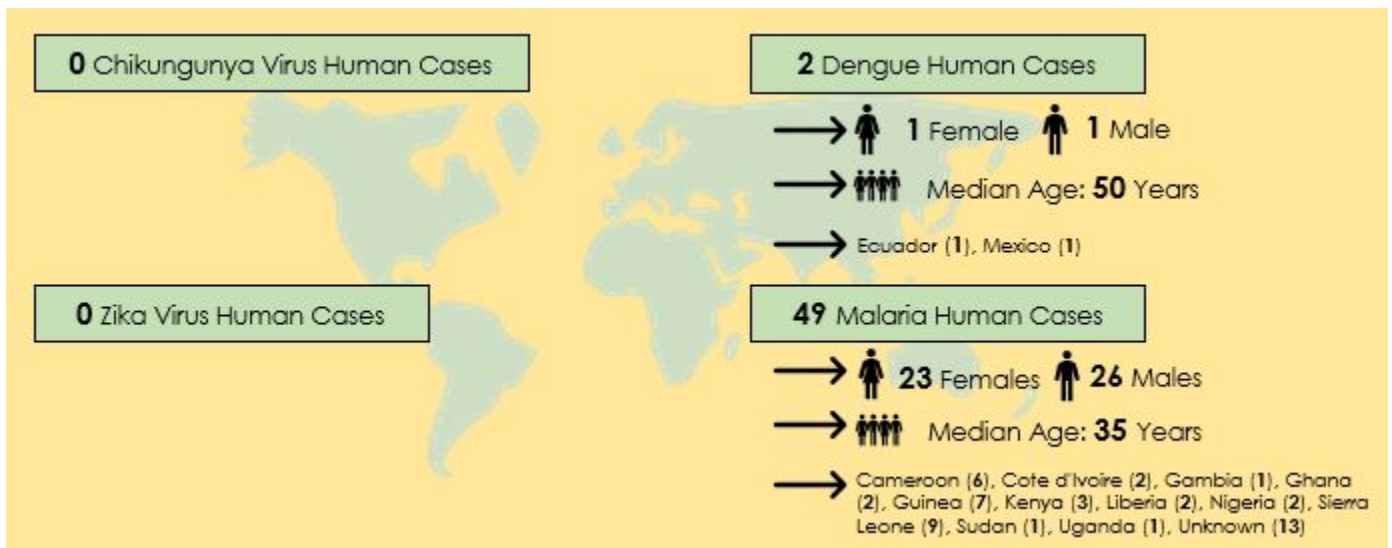 0 Chikungunya Virus Human Cases
2 Dengue Human Cases
1 Female 1 Male
Median Age: 50 Years
Ecuador (1), Mexico (1)
0 Zika Virus Human Cases
49 Malaria Human Cases
23 Females 26 Males
Median Age: 35 Years
Cameroon (6), Cote d'Ivoire (2), Gambia (1), Ghana
(2), Guinea (7), Kenya (3), Liberia (2), Nigeria (2), Sierra
Leone (9), Sudan (1), Uganda (1), Unknown (13)